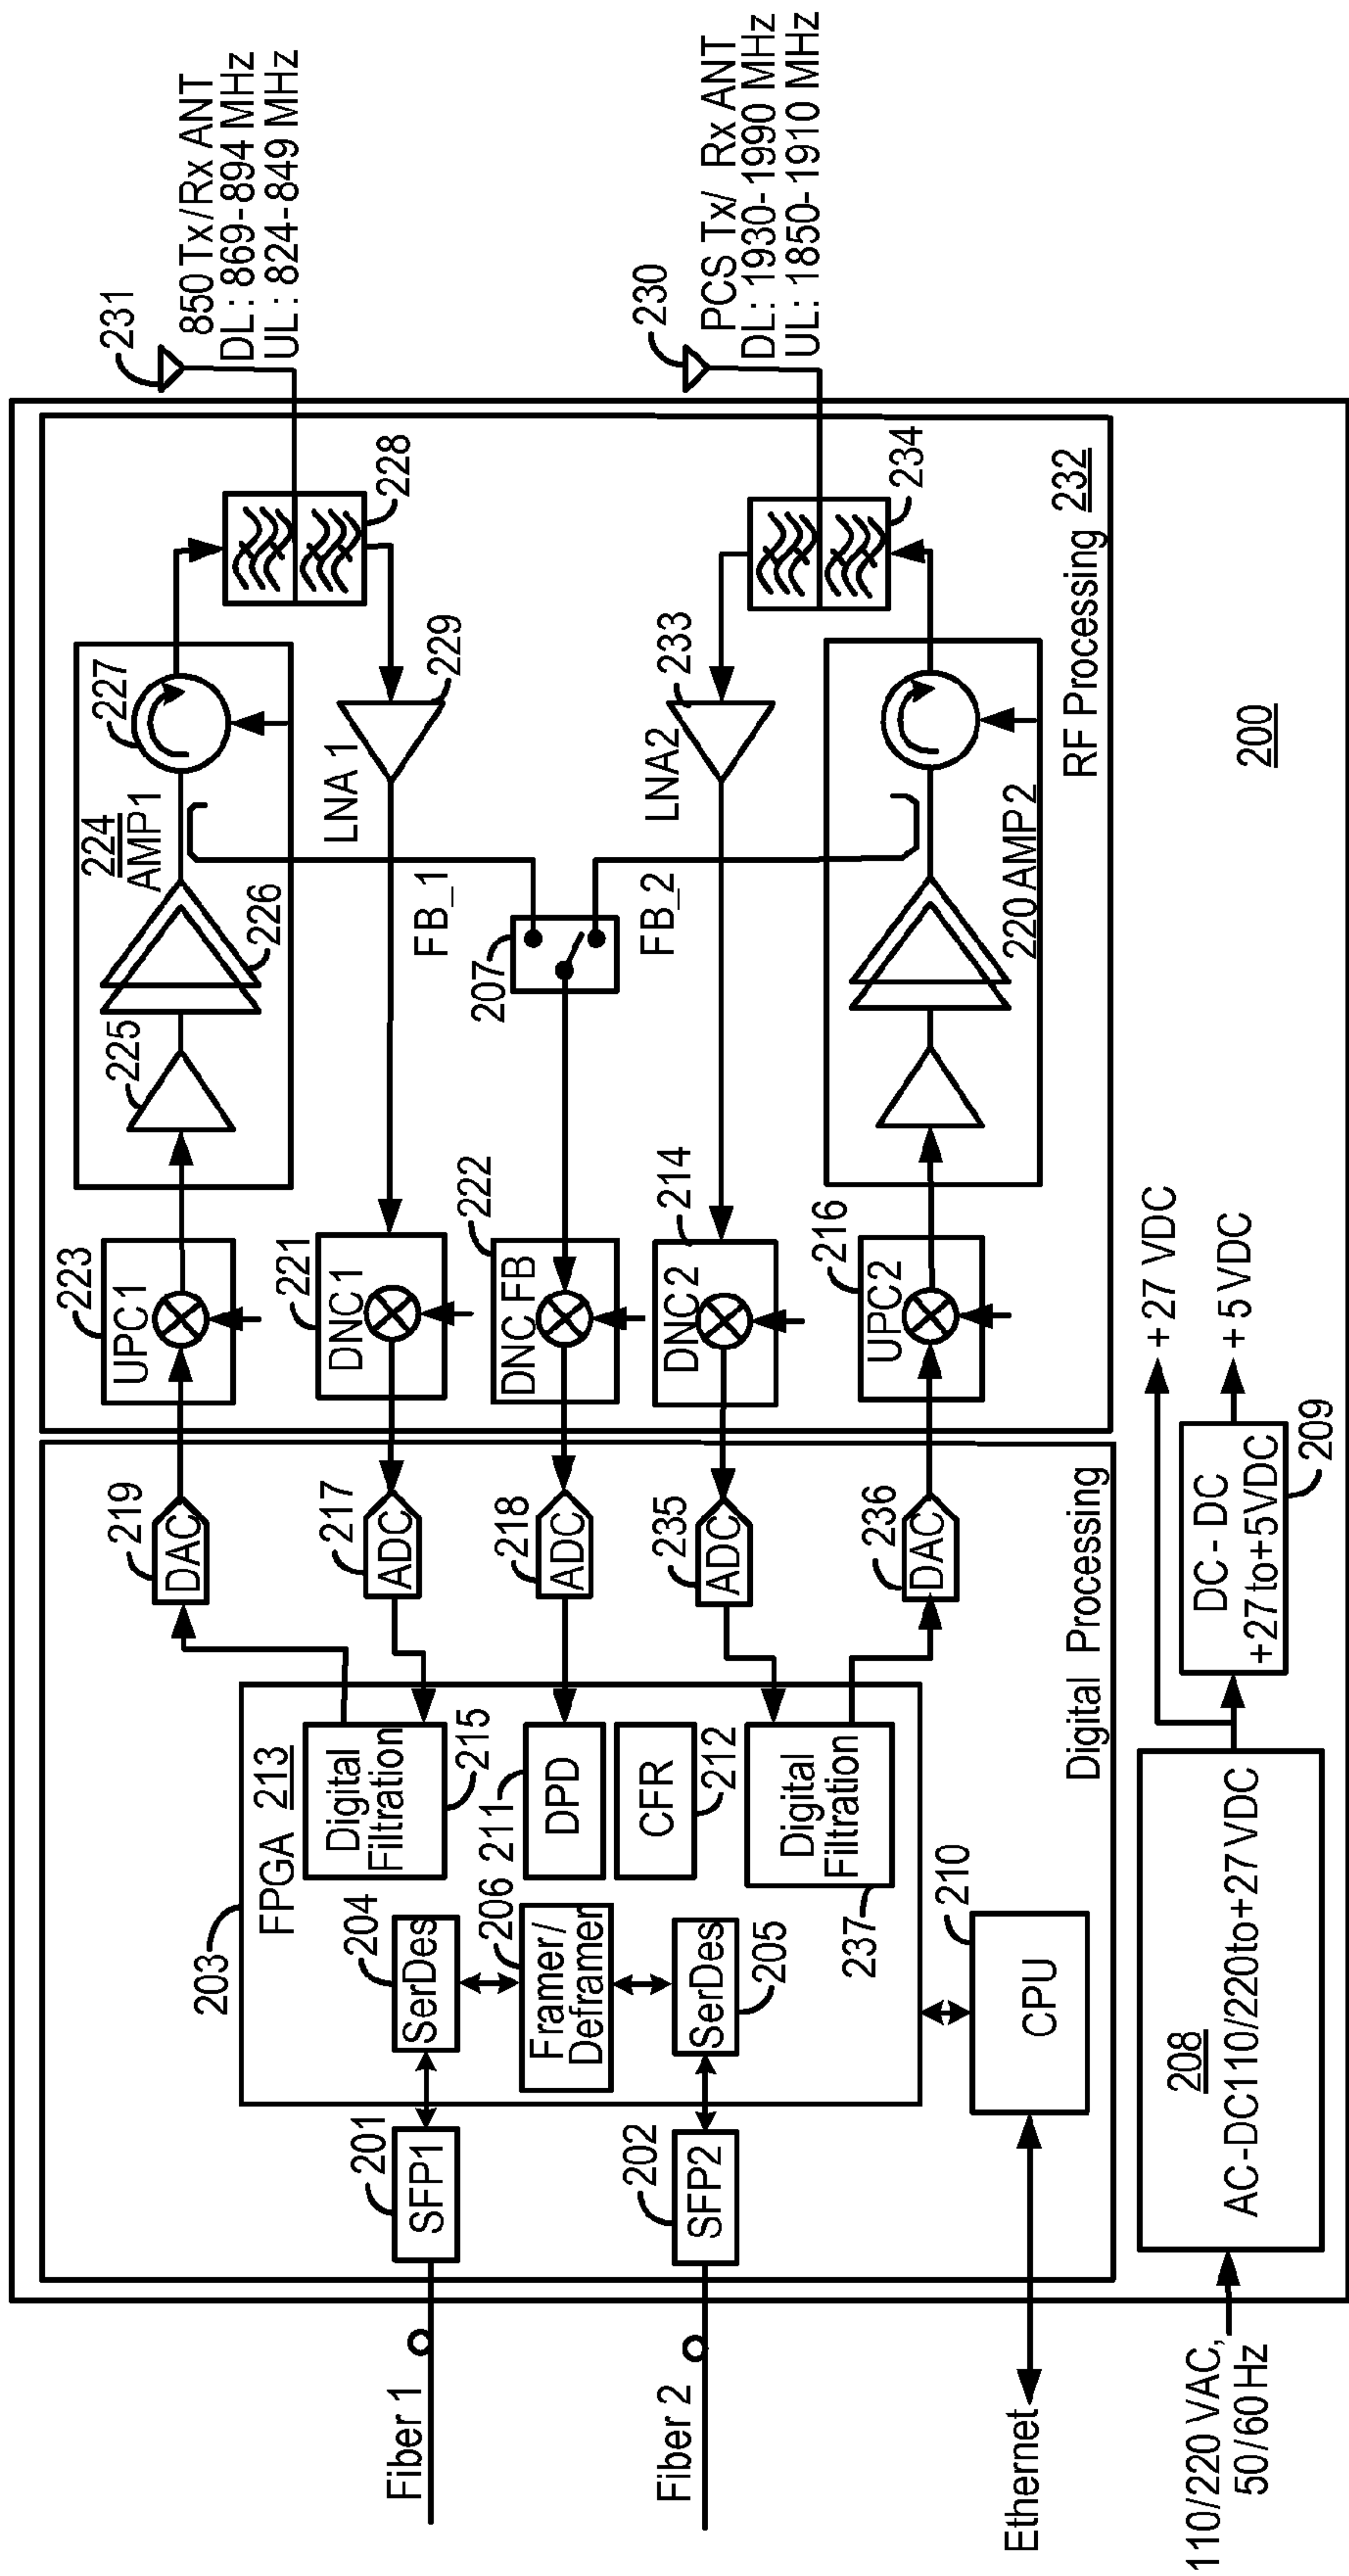 850 Tx/Rx ANT
DL: 869-894 MHz
UL: 824-849 MHz
231
PCS Tx/ Rx ANT
DL: 1930-1990 MHz
UL: 1850-1910 MHz
230
Fiber 1
Fiber 2
Ethernet
110/220 VAC,
50/60 Hz
201
SFP1
202
SFP2
203
FPGA 213
204
SerDes
206
Framer/
Deframer
SerDes
205
Digital
Filtration
215
211
DPD
CFR
212
Digital
Filtration
237
210
CPU
219
DAC
217
ADC
218
ADC
235
ADC
236
DAC
Digital Processing
223
UPC1
221
DNC1
222
DNC FB
214
DNC2
216
UPC2
225
226
224
AMP1
227
228
LNA 1
229
FB_1
207
FB_2
LNA2
233
234
220 AMP2
RF Processing 232
208
AC-DC110/220to+27 VDC
DC - DC
+27to+5VDC
209
+27 VDC
+ 5 VDC
200